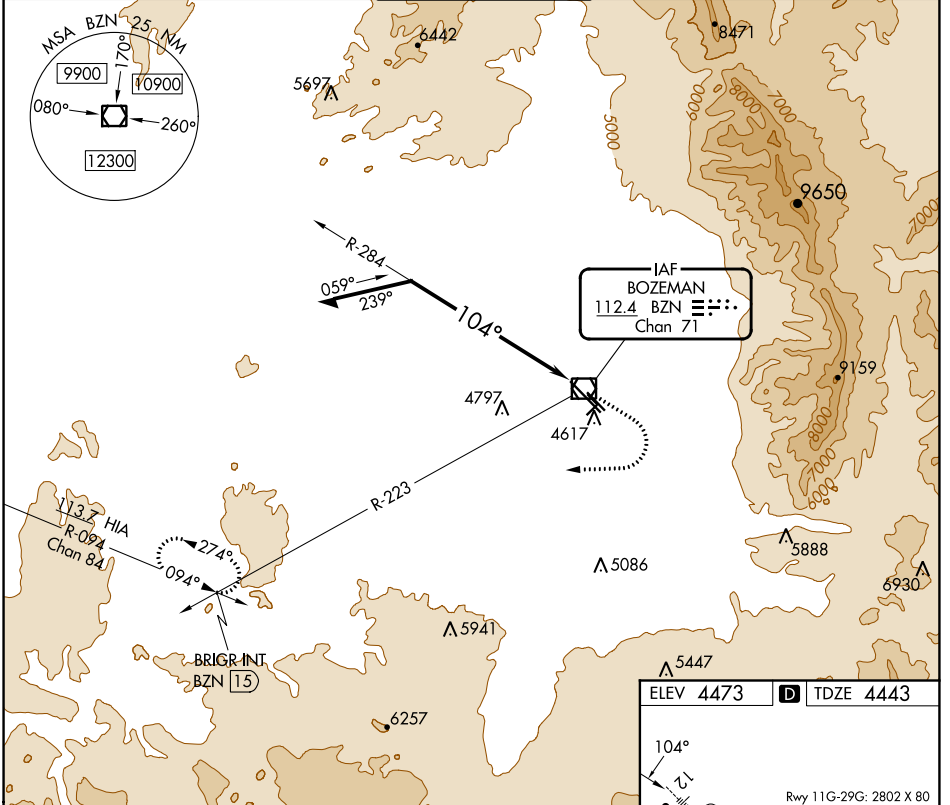 MSA BZN 25 NM
170°
9900
10900
080°
260°
12300
6442
5697
8471
6000
8000
7000
5000
9650
7000
R-284
059°
239°
104°
IAF
BOZEMAN
112.4 BZN
Chan 71
9159
4797
4617
8000
7000
6000
R-223
113.7 HIA
R-094
Chan 84
274°
094°
5888
5086
6930
5941
BRIGR INT
BZN 15
5447
6257
ELEV 4473 D TDZE 4443
104°
12
Rwy 11G-29G: 2802 X 80